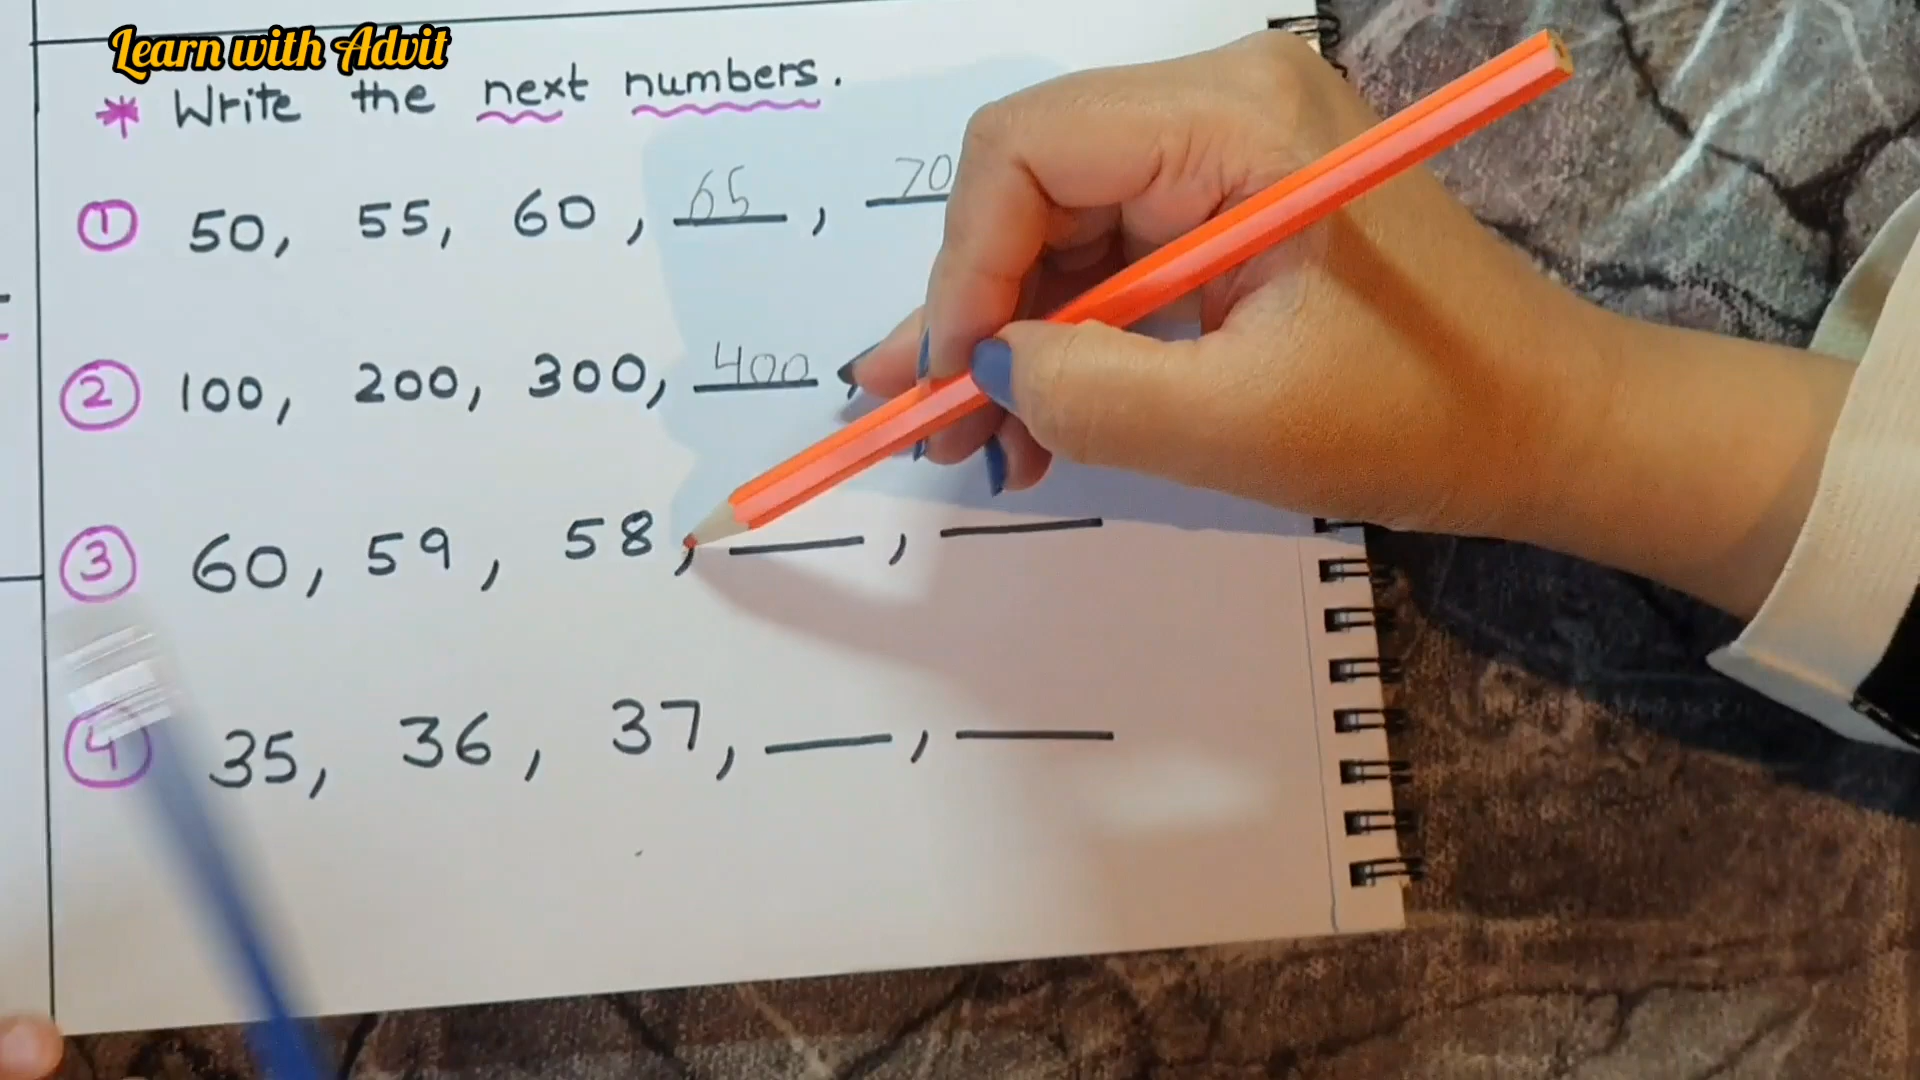 Learn with Advit
* Write the next numbers.
1 50, 55, 60, 65, 70
2 100, 200, 300, 400,
3 60, 59, 58, __, __
4 35, 36, 37, __, __